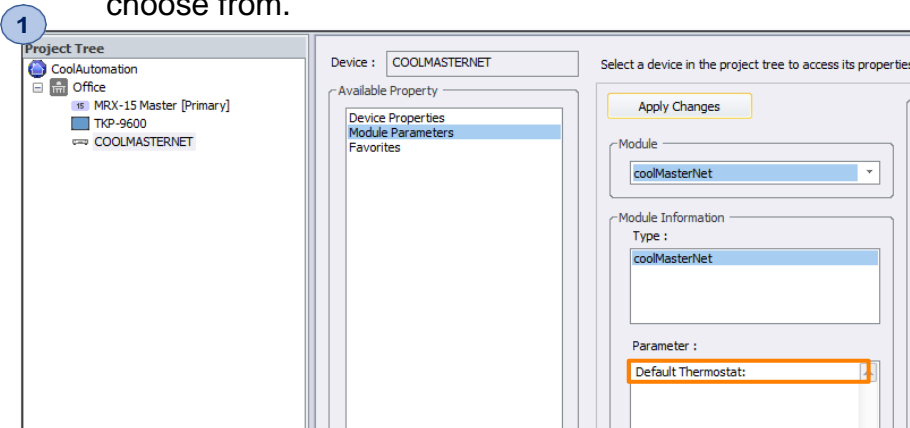 choose from.
1
Project Tree
CoolAutomation
Office
15 MRX-15 Master [Primary]
TKP-9600
COOLMASTERNET
Device : COOLMASTERNET
Available Property
Device Properties
Module Parameters
Favorites
Select a device in the project tree to access its properties
Apply Changes
Module
coolMasterNet
Module Information
Type :
coolMasterNet
Parameter :
Default Thermostat: